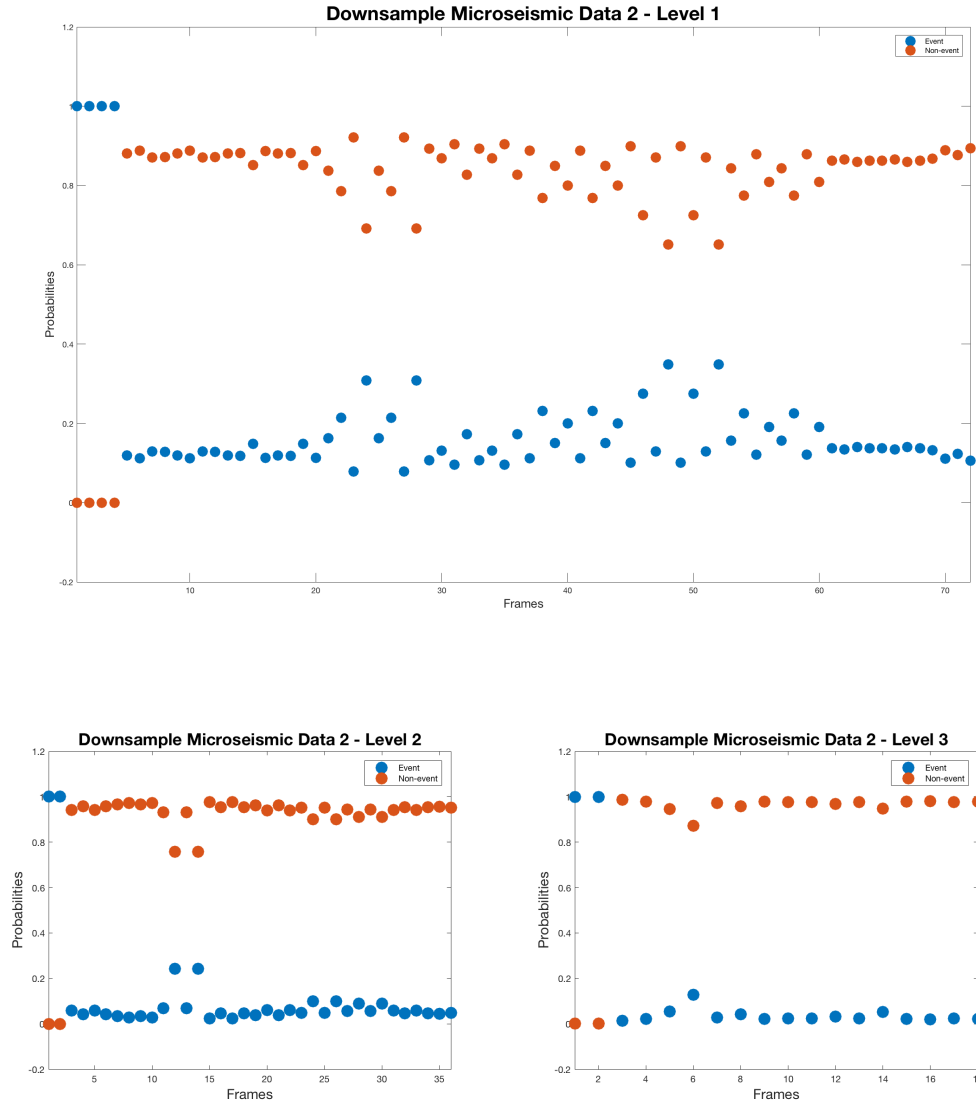 Downsample Microseismic Data 2 - Level 1
Event
Non-event
1.2
1
0.8
0.6
0.4
0.2
0
-0.2
Probabilities
10 20 30 40 50 60 70
Frames
Downsample Microseismic Data 2 - Level 2
Event
Non-event
1.2
1
0.8
0.6
0.4
0.2
0
-0.2
Probabilities
5 10 15 20 25 30 35
Frames
Downsample Microseismic Data 2 - Level 3
Event
Non-event
1.2
1
0.8
0.6
0.4
0.2
0
-0.2
Probabilities
2 4 6 8 10 12 14 16
Frames